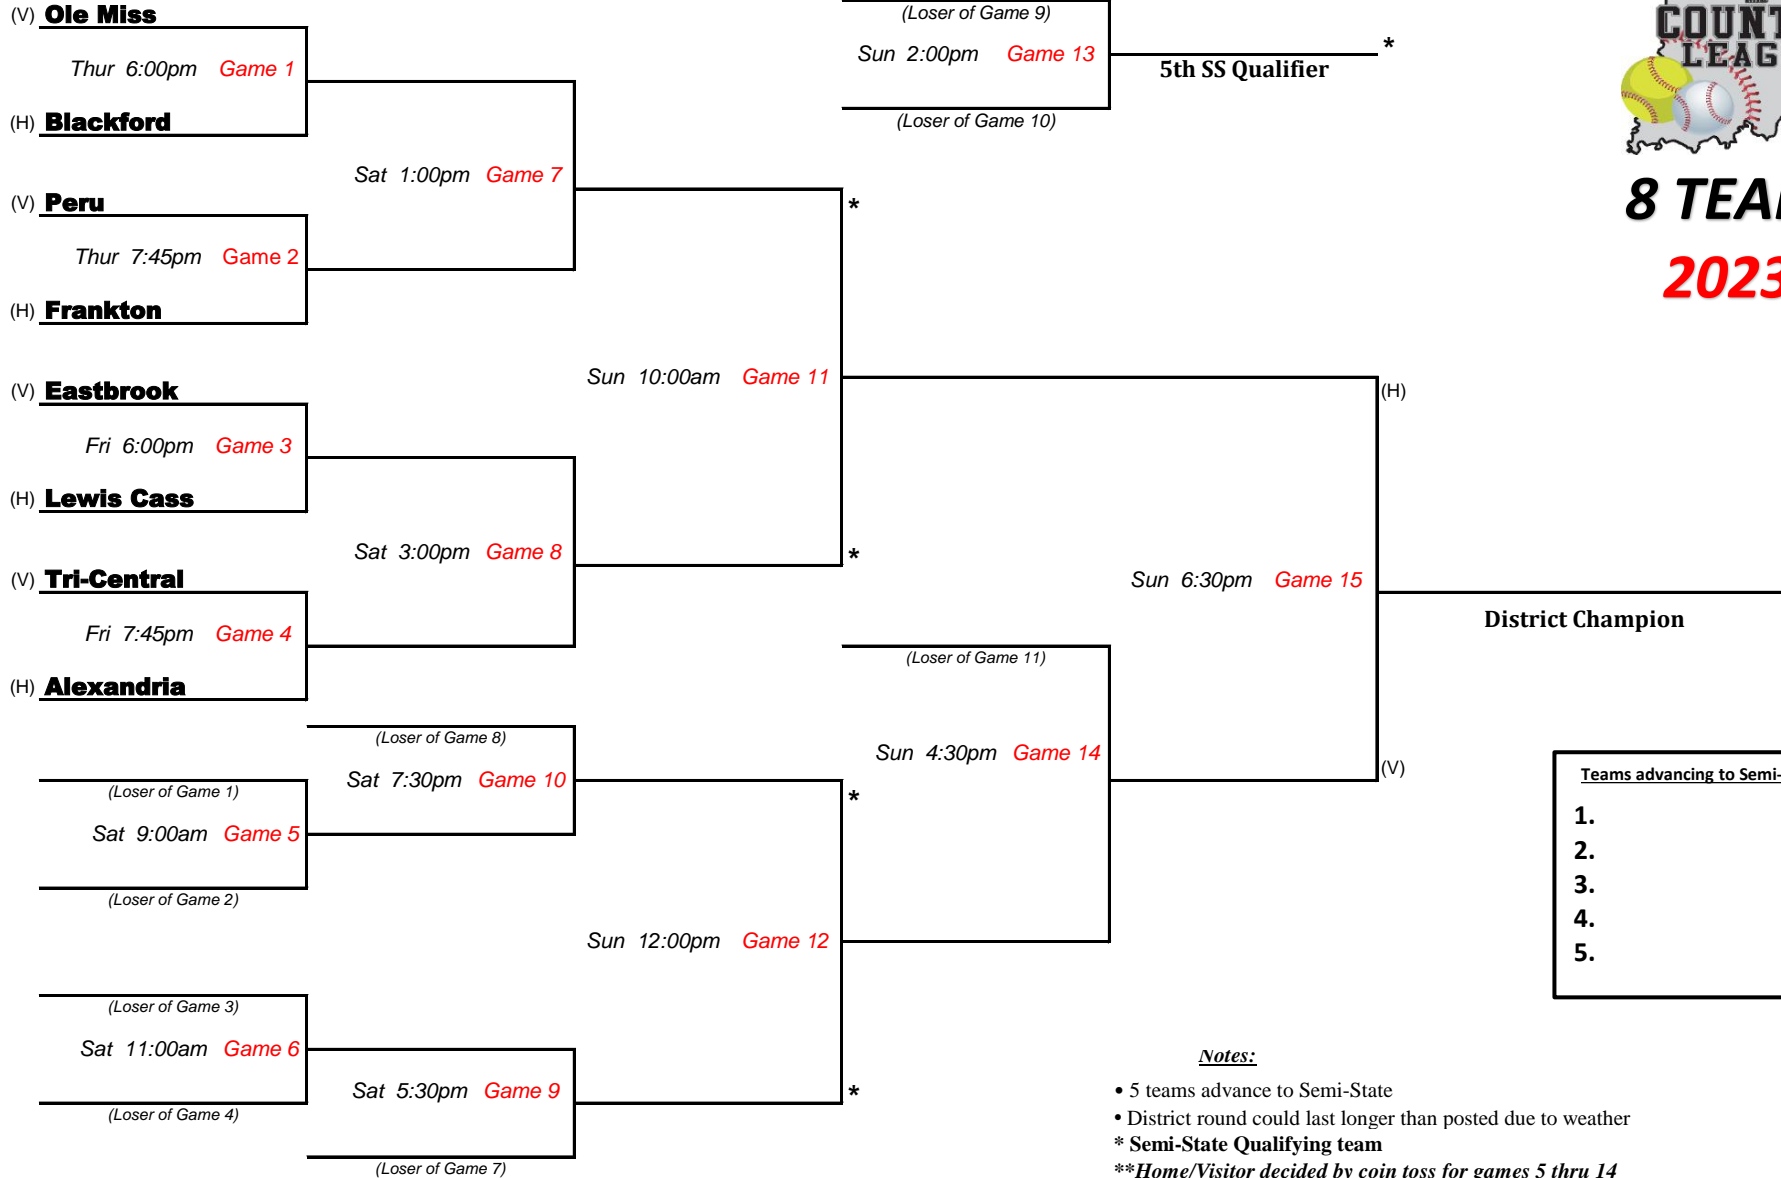 (V) Ole Miss
Thur 6:00pm Game 1
(H) Blackford
Sat 1:00pm Game 7
(V) Peru
*
Thur 7:45pm Game 2
(H) Frankton
Sun 10:00am Game 11
(V) Eastbrook
(H)
Fri 6:00pm Game 3
(H) Lewis Cass
Sat 3:00pm Game 8
*
(V) Tri-Central
Fri 7:45pm Game 4
(H) Alexandria
(Loser of Game 9)
Sun 2:00pm Game 13
*
5th SS Qualifier
(Loser of Game 10)
LEAG
2023
Sun 6:30pm Game 15
District Champion
(Loser of Game 11)
Sun 4:30pm Game 14
(V)
(Loser of Game 8)
Sat 7:30pm Game 10
*
(Loser of Game 1)
Sat 9:00am Game 5
(Loser of Game 2)
Sun 12:00pm Game 12
(Loser of Game 3)
Sat 11:00am Game 6
(Loser of Game 4)
Sat 5:30pm Game 9
*
(Loser of Game 7)
Teams advancing to Semi-
1.
2.
3.
4.
5.
Notes:
• 5 teams advance to Semi-State
• District round could last longer than posted due to weather
* Semi-State Qualifying team
**Home/Visitor decided by coin toss for games 5 thru 14